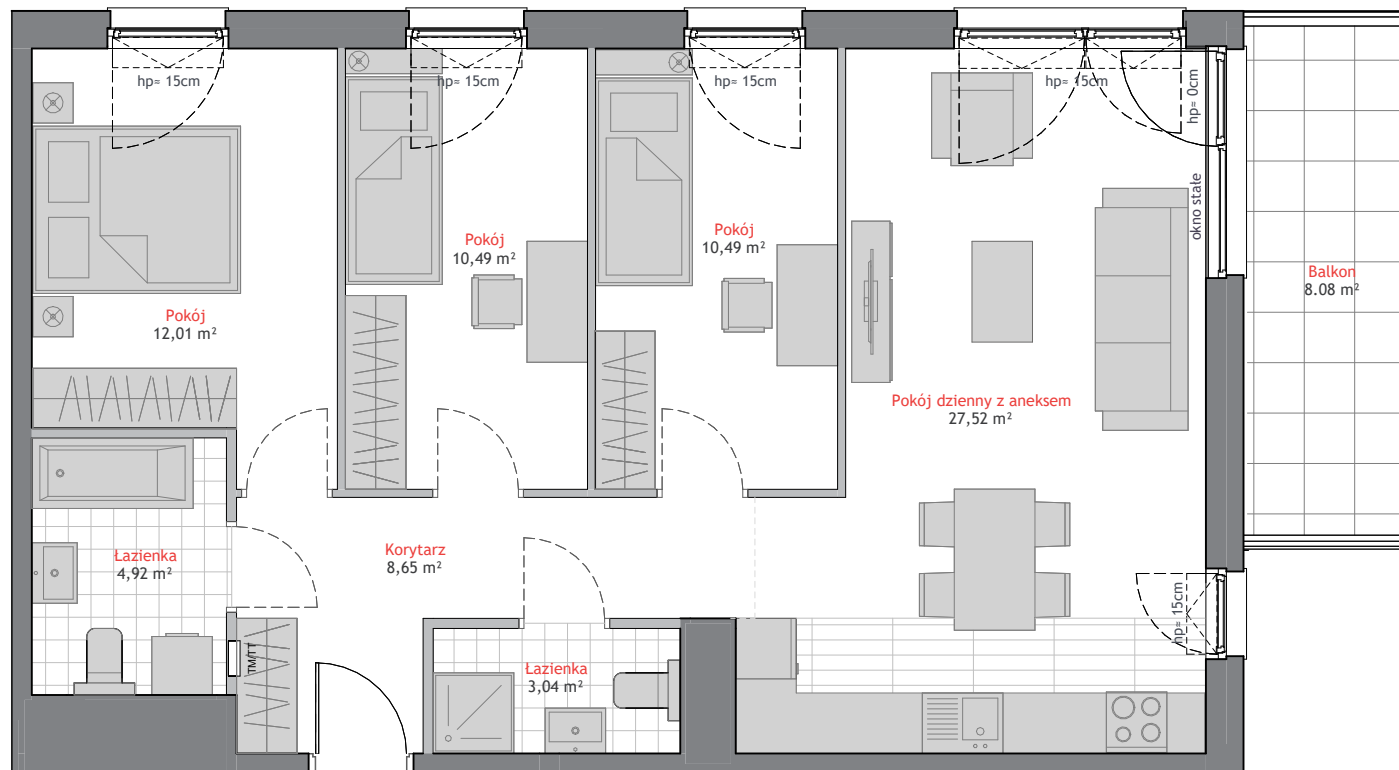 hp= 15cm
hp= 15cm
hp= 15cm
hp= 15cm
hp= 0cm
okno stałe
Pokój
12,01 m²
Pokój
10,49 m²
Pokój
10,49 m²
Balkon
8.08 m²
Pokój dzienny z aneksem
27,52 m²
Łazienka
4,92 m²
Korytarz
8,65 m²
hp= 15cm
TM/TT
Łazienka
3,04 m²